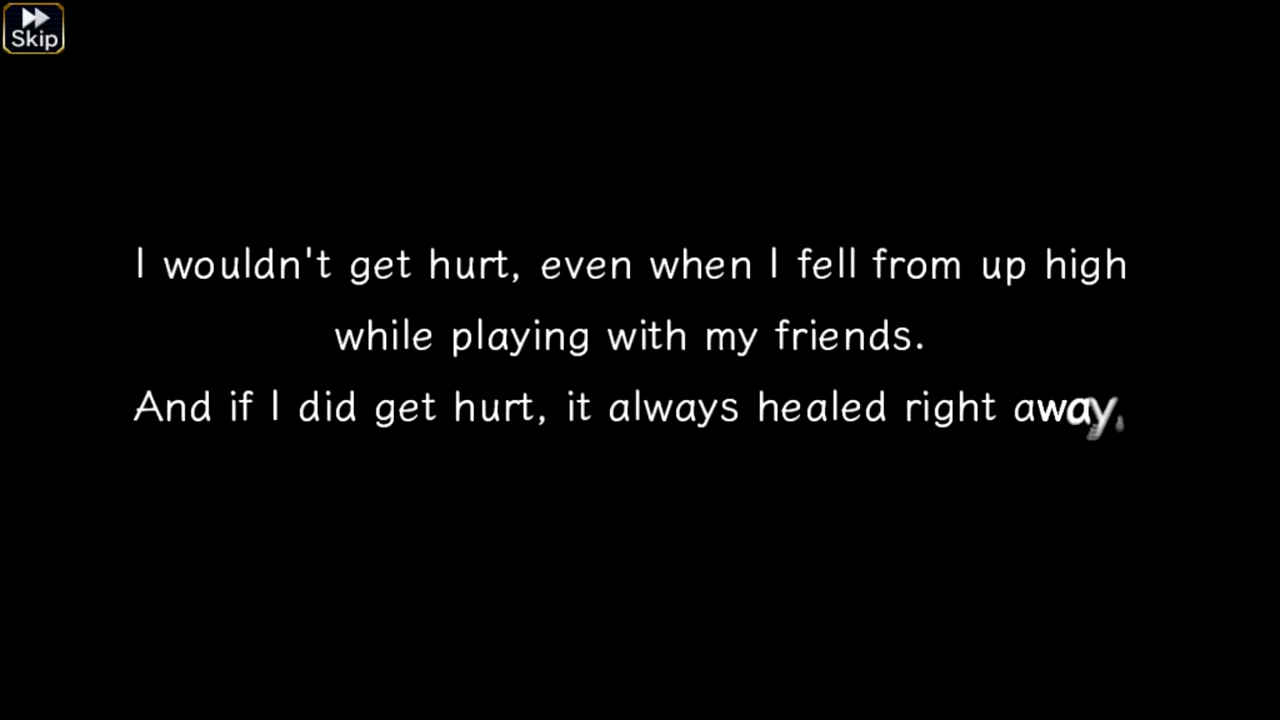 Skip
I wouldn't get hurt, even when I fell from up high
while playing with my friends.
And if I did get hurt, it always healed right away.